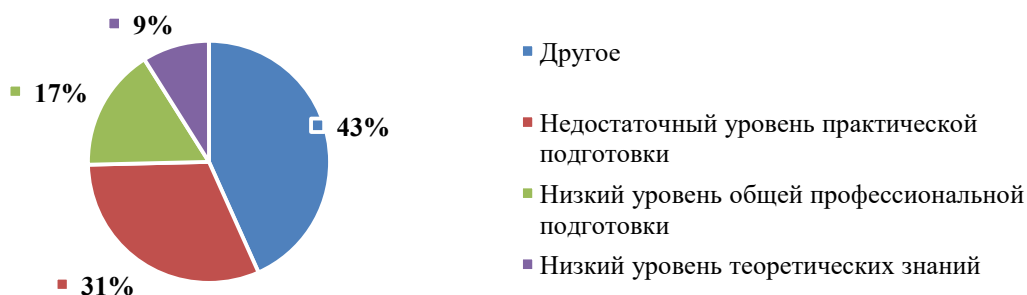 9%
17%
43%
31%
Другое
Недостаточный уровень практической
подготовки
Низкий уровень общей профессиональной
подготовки
Низкий уровень теоретических знаний